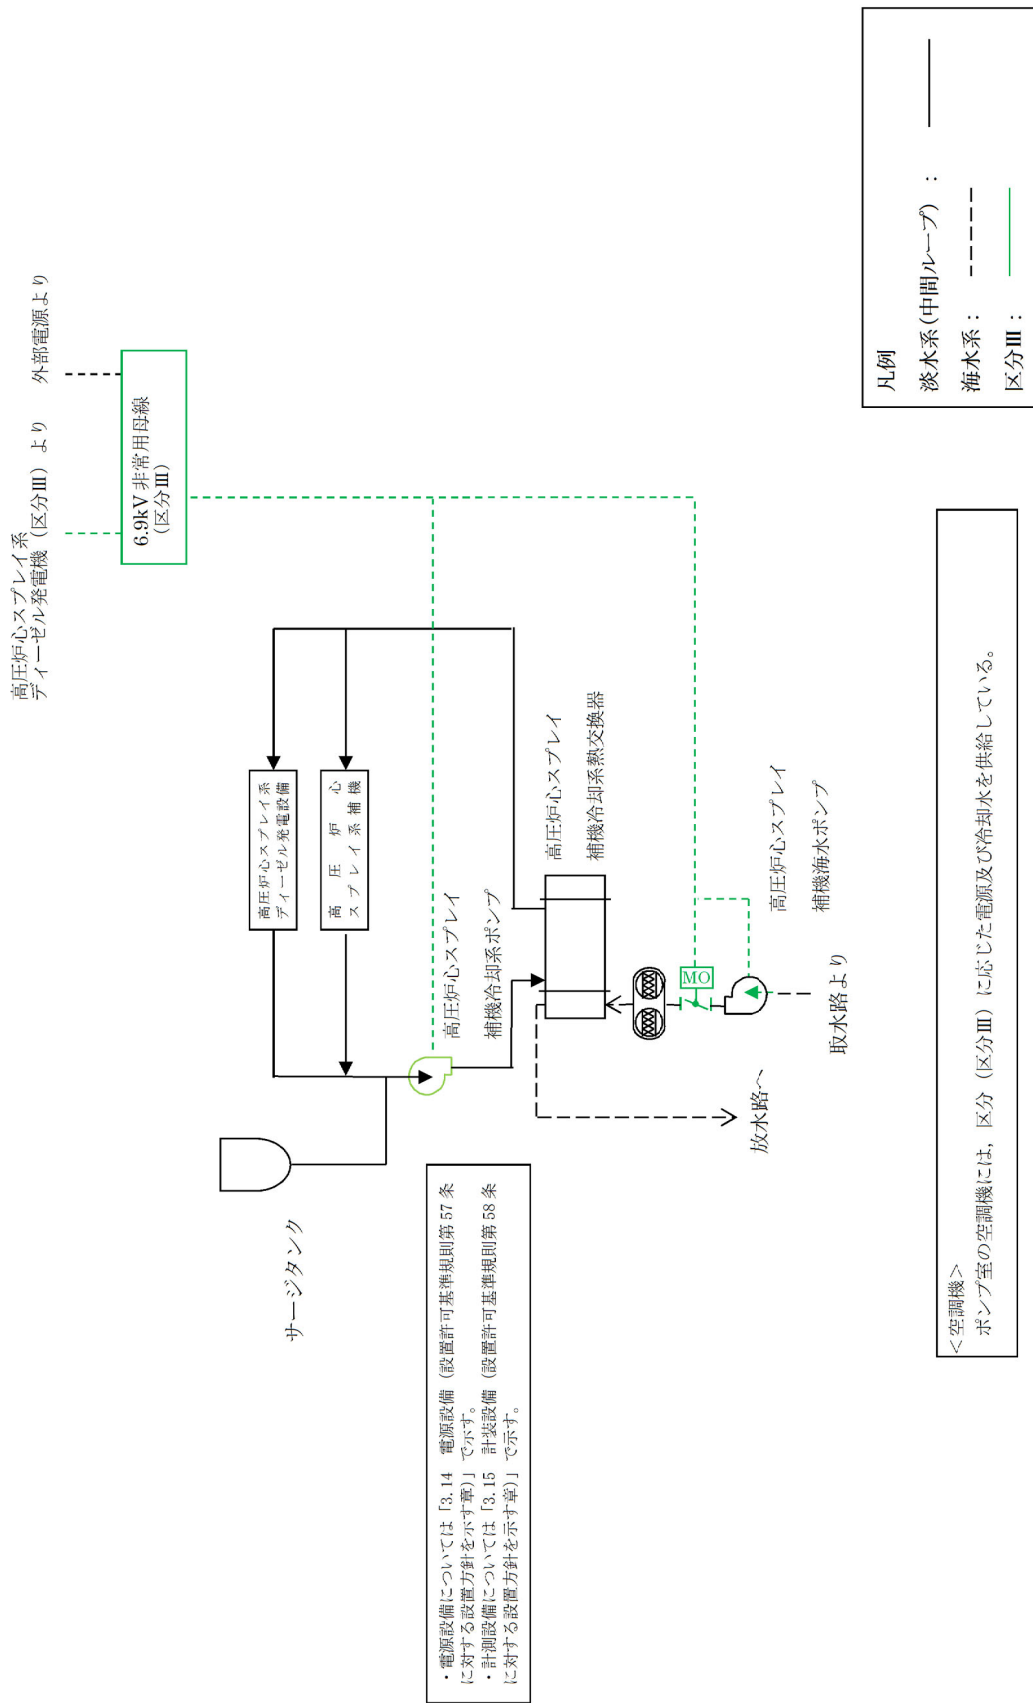 高圧炉心スプレイ系
ディーゼル発電機（区分Ⅲ）より
外部電源より
6.9kV 非常用母線
（区分Ⅲ）
高圧炉心スプレイ系
ディーゼル発電設備
高圧炉心
スプレイ系補機
サージタンク
高圧炉心スプレイ
補機冷却系ポンプ
高圧炉心スプレイ
補機冷却系熱交換器
MO
高圧炉心スプレイ
補機海水ポンプ
放水路へ
取水路より
・電源設備については「3.14 電源設備（設置許可基準規則第57条
に対する設置方針を示す章）」で示す。
・計測設備については「3.15 計装設備（設置許可基準規則第58条
に対する設置方針を示す章）」で示す。
＜空調機＞
ポンプ室の空調機には，区分（区分Ⅲ）に応じた電源及び冷却水を供給している。
凡例
淡水系(中間ループ)：
海水系：
区分Ⅲ：